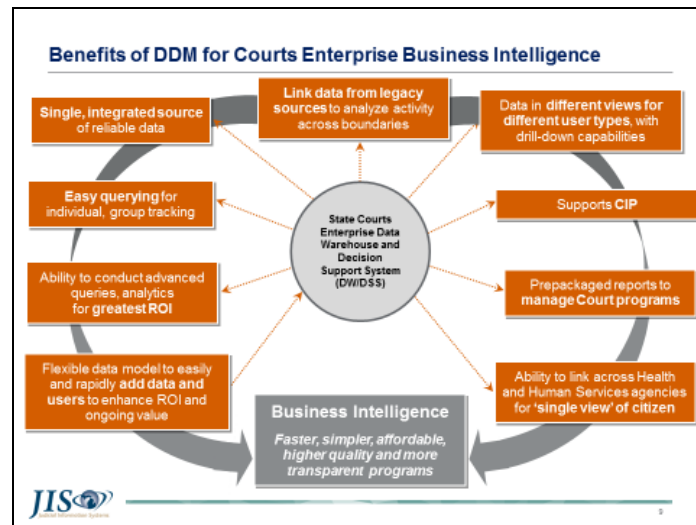 Benefits of DDM for Courts Enterprise Business Intelligence
Link data from legacy
sources to analyze activity
across boundaries
Single, integrated source
of reliable data
Data in different views for
different user types, with
drill-down capabilities
Easy querying for
individual, group tracking
State Courts
Enterprise Data
Warehouse and
Decision
Support System
(DW/DSS)
Supports CIP
Ability to conduct advanced
queries, analytics
for greatest ROI
Prepackaged reports to
manage Court programs
Flexible data model to easily
and rapidly add data and
users to enhance ROI and
ongoing value
Ability to link across Health
and Human Services agencies
for ‘single view’ of citizen
Business Intelligence
Faster, simpler, affordable,
higher quality and more
transparent programs
JIS
Judicial Information Systems
9